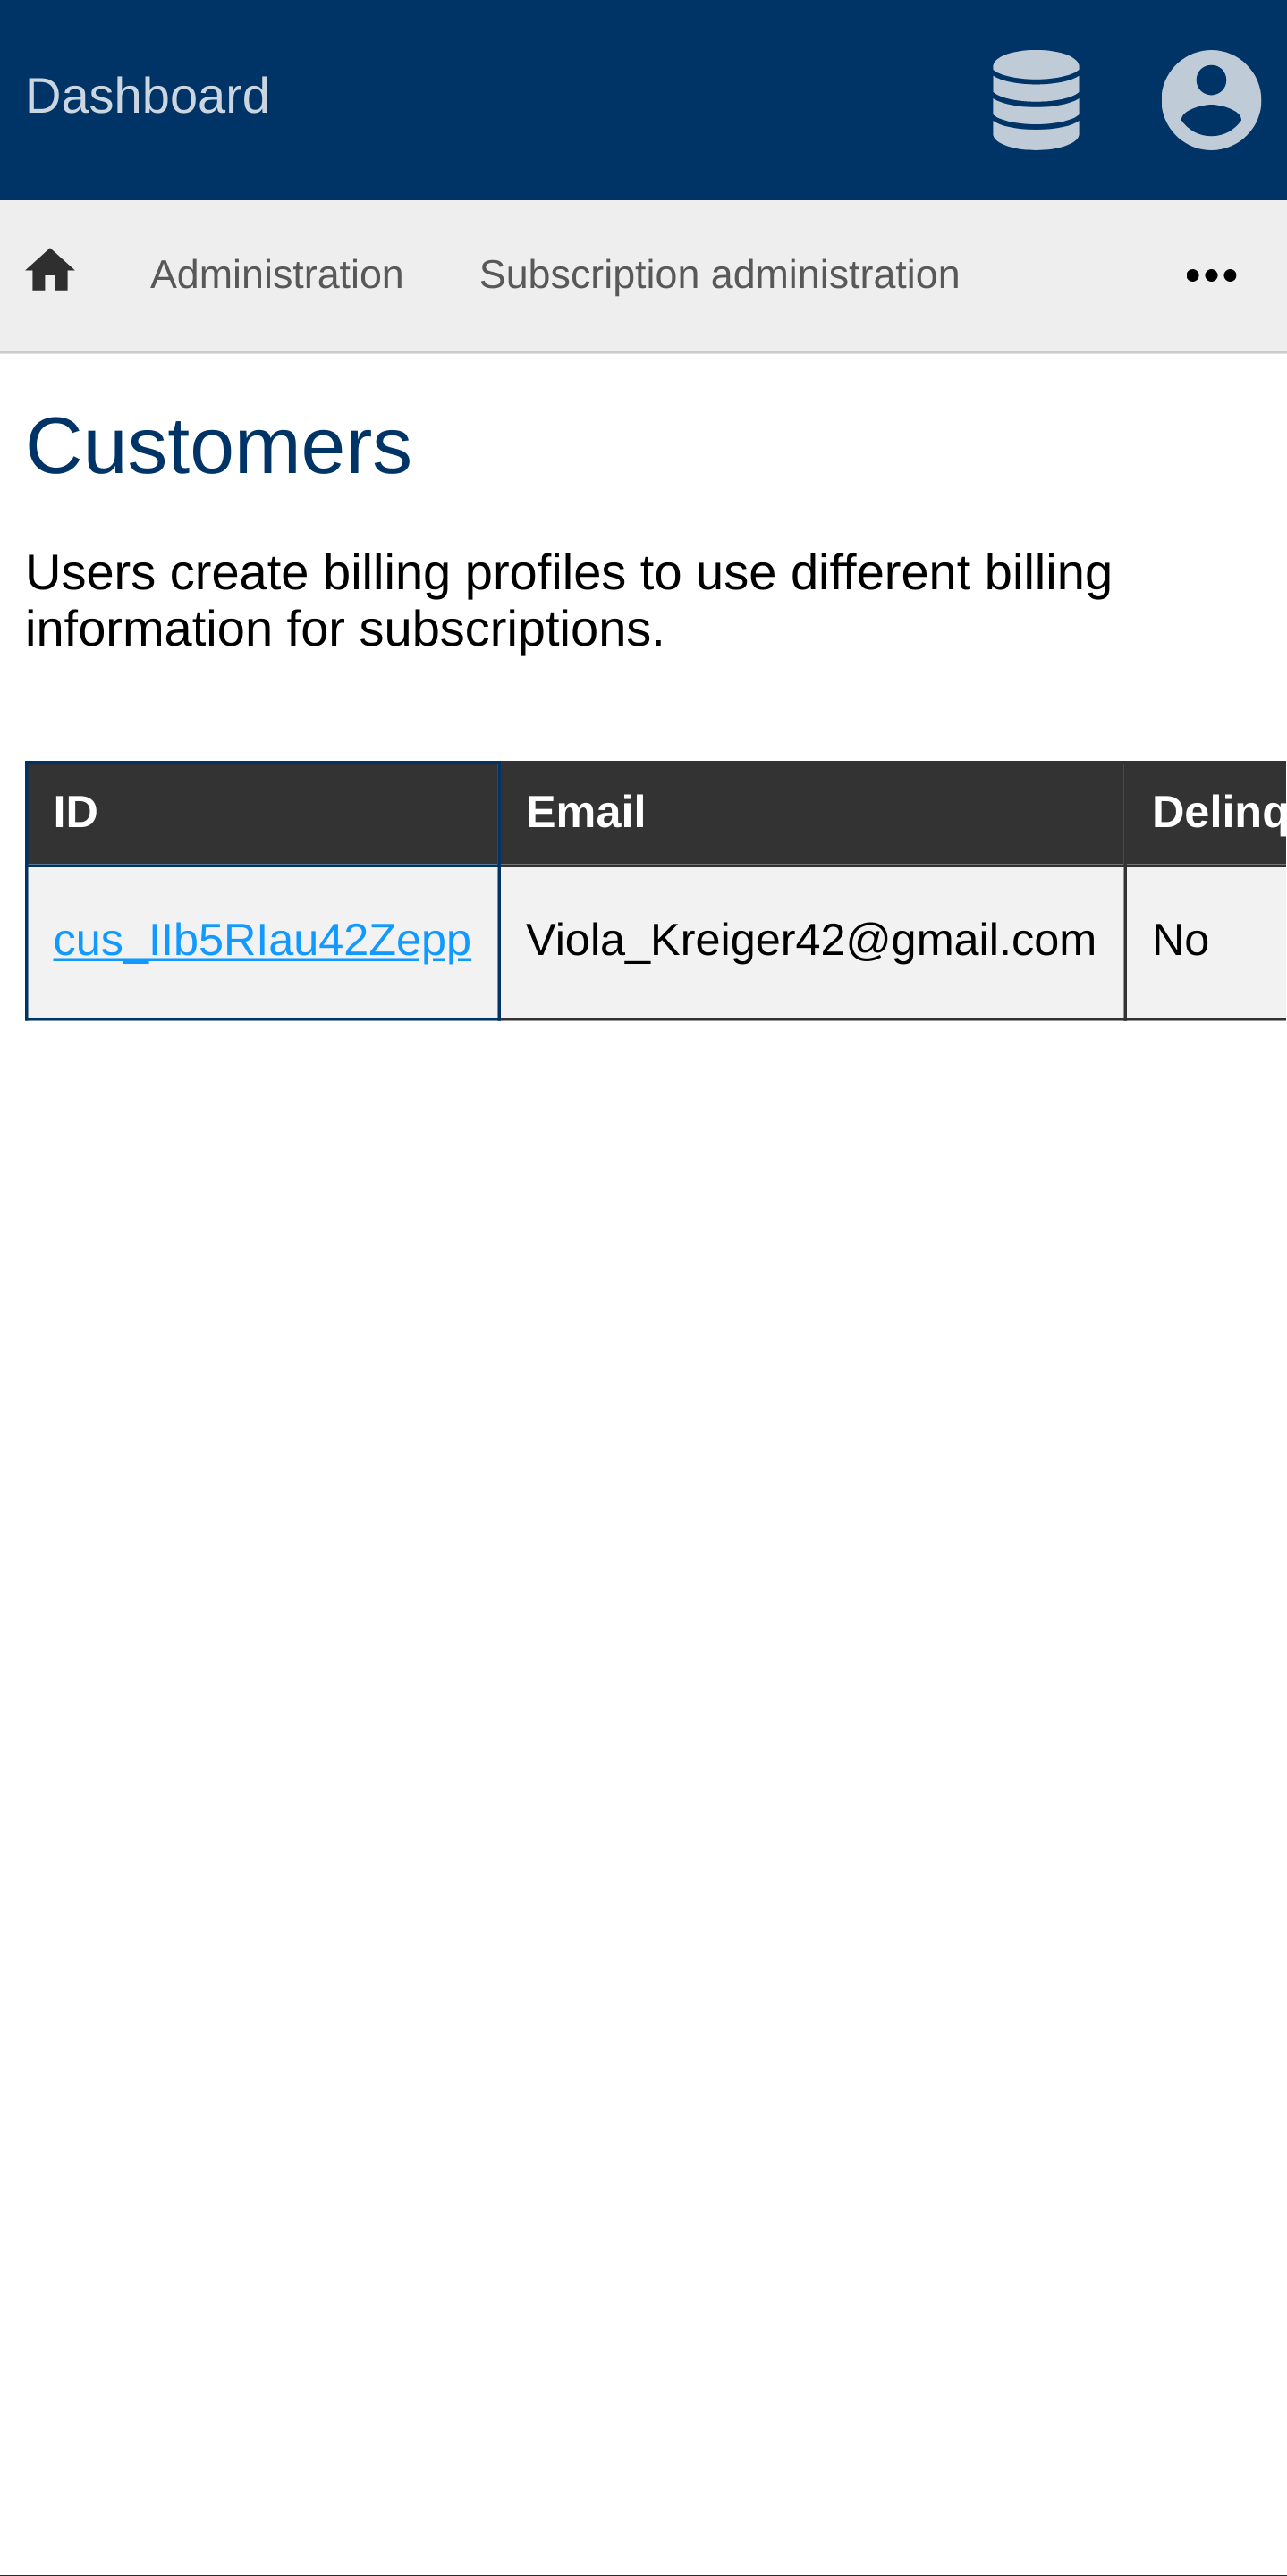 Dashboard
Administration Subscription administration
Customers
Users create billing profiles to use different billing
information for subscriptions.
ID Email Delinq
cus_IIb5RIau42Zepp Viola_Kreiger42@gmail.com No